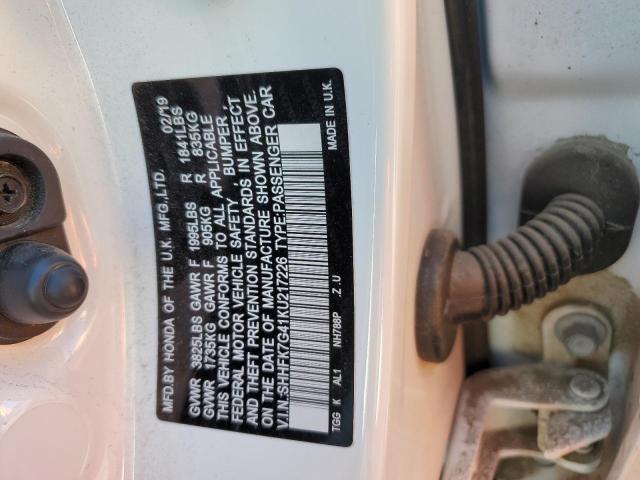 MFD.BY HONDA OF THE U.K. MFG.,LTD. 02/19
GVWR 3825LBS GAWR F 1995LBS R 1841LBS
GVWR 1735KG GAWR F 905KG R 835KG
THIS VEHICLE CONFORMS TO ALL APPLICABLE
FEDERAL MOTOR VEHICLE SAFETY , BUMPER ,
AND THEFT PREVENTION STANDARDS IN EFFECT
ON THE DATE OF MANUFACTURE SHOWN ABOVE.
V.I.N.:SHHFK7G41KU217226 TYPE:PASSENGER CAR
TGG K AL1 NH788P .Z .U MADE IN U.K.